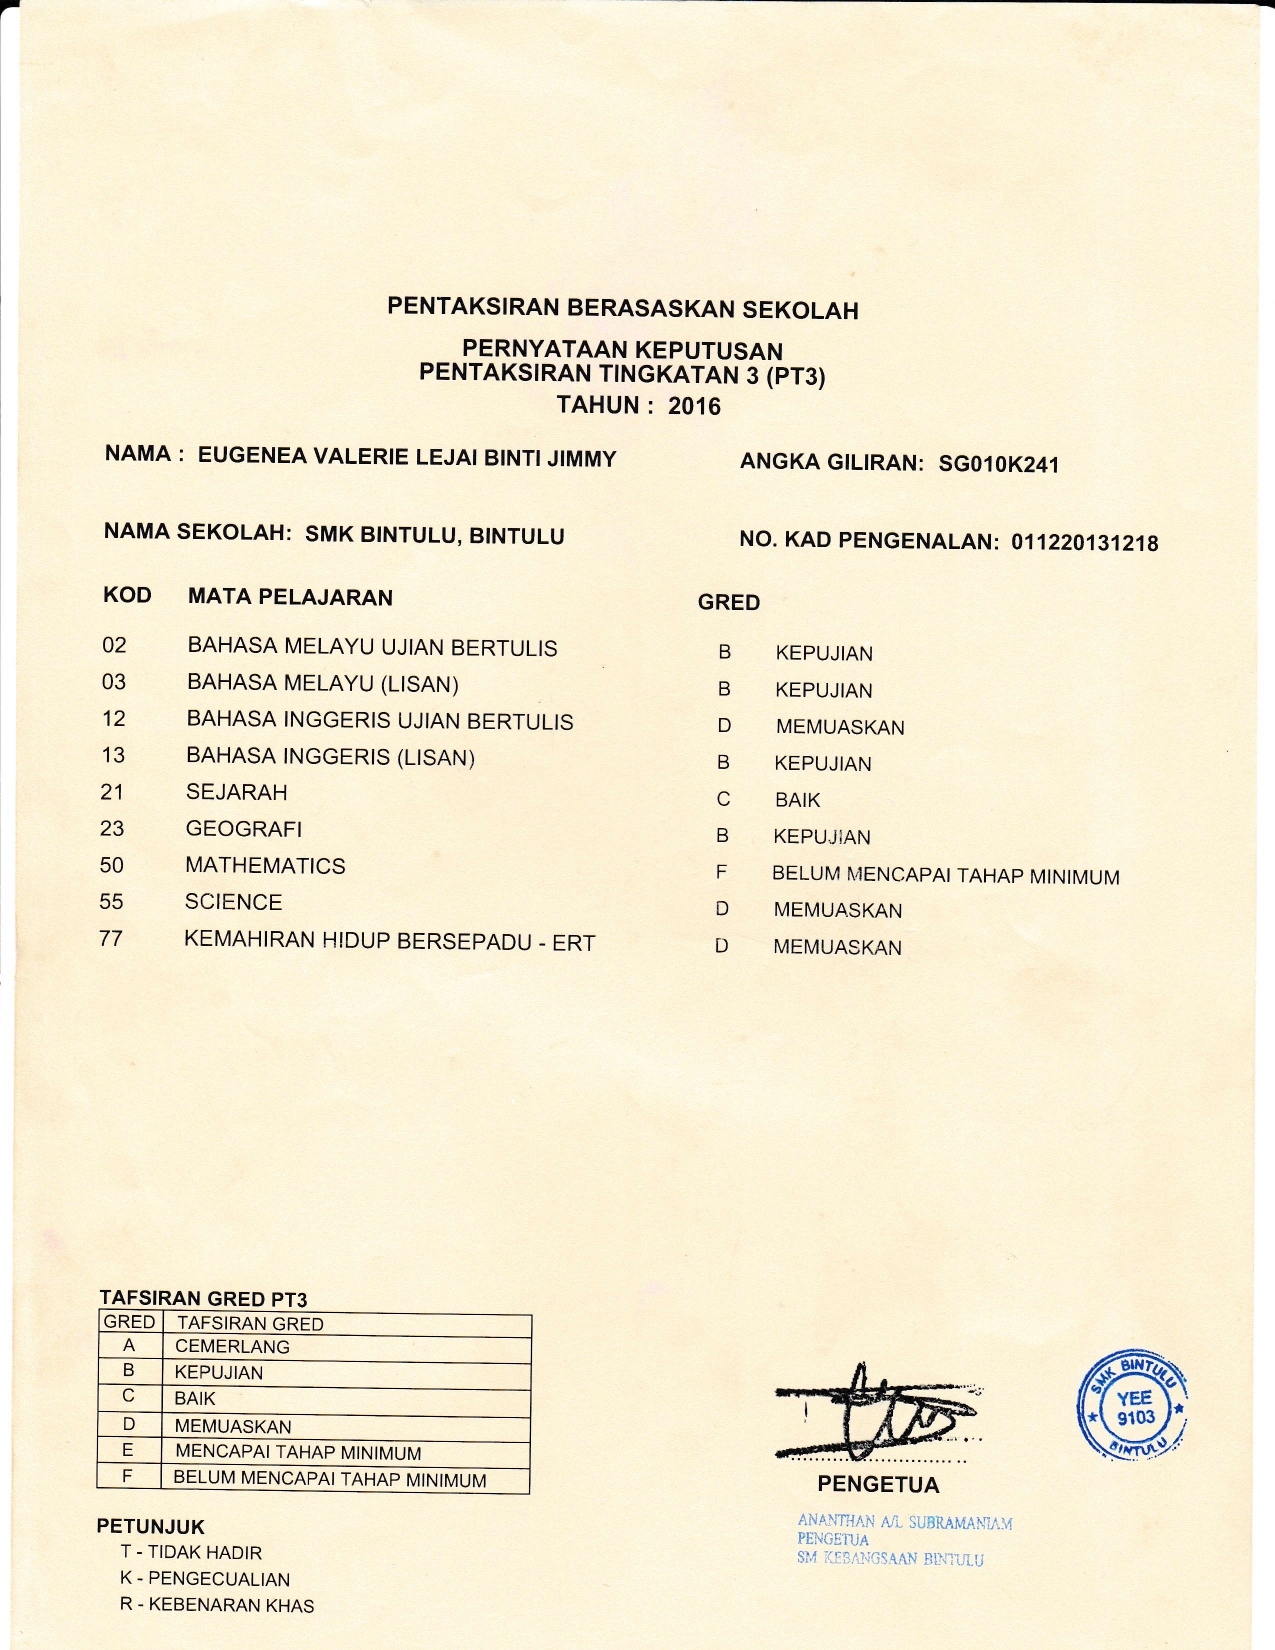 PENTAKSIRAN BERASASKAN SEKOLAH
PERNYATAAN KEPUTUSAN
PENTAKSIRAN TINGKATAN 3 (PT3)
TAHUN : 2016
NAMA : EUGENEA VALERIE LEJAI BINTI JIMMY ANGKA GILIRAN: SG010K241
NAMA SEKOLAH: SMK BINTULU, BINTULU NO. KAD PENGENALAN: 011220131218
KOD MATA PELAJARAN GRED
02 BAHASA MELAYU UJIAN BERTULIS B KEPUJIAN
03 BAHASA MELAYU (LISAN) B KEPUJIAN
12 BAHASA INGGERIS UJIAN BERTULIS D MEMUASKAN
13 BAHASA INGGERIS (LISAN) B KEPUJIAN
21 SEJARAH C BAIK
23 GEOGRAFI B KEPUJIAN
50 MATHEMATICS F BELUM MENCAPAI TAHAP MINIMUM
55 SCIENCE D MEMUASKAN
77 KEMAHIRAN HIDUP BERSEPADU - ERT D MEMUASKAN
TAFSIRAN GRED PT3
GRED TAFSIRAN GRED
A CEMERLANG
B KEPUJIAN
C BAIK
D MEMUASKAN
E MENCAPAI TAHAP MINIMUM
F BELUM MENCAPAI TAHAP MINIMUM
PETUNJUK
T - TIDAK HADIR
K - PENGECUALIAN
R - KEBENARAN KHAS
PENGETUA
ANANTHAN A/L SUBRAMANIAM
PENGETUA
SM KEBANGSAAN BINTULU
SMK BINTULU
YEE
9103
BINTULU